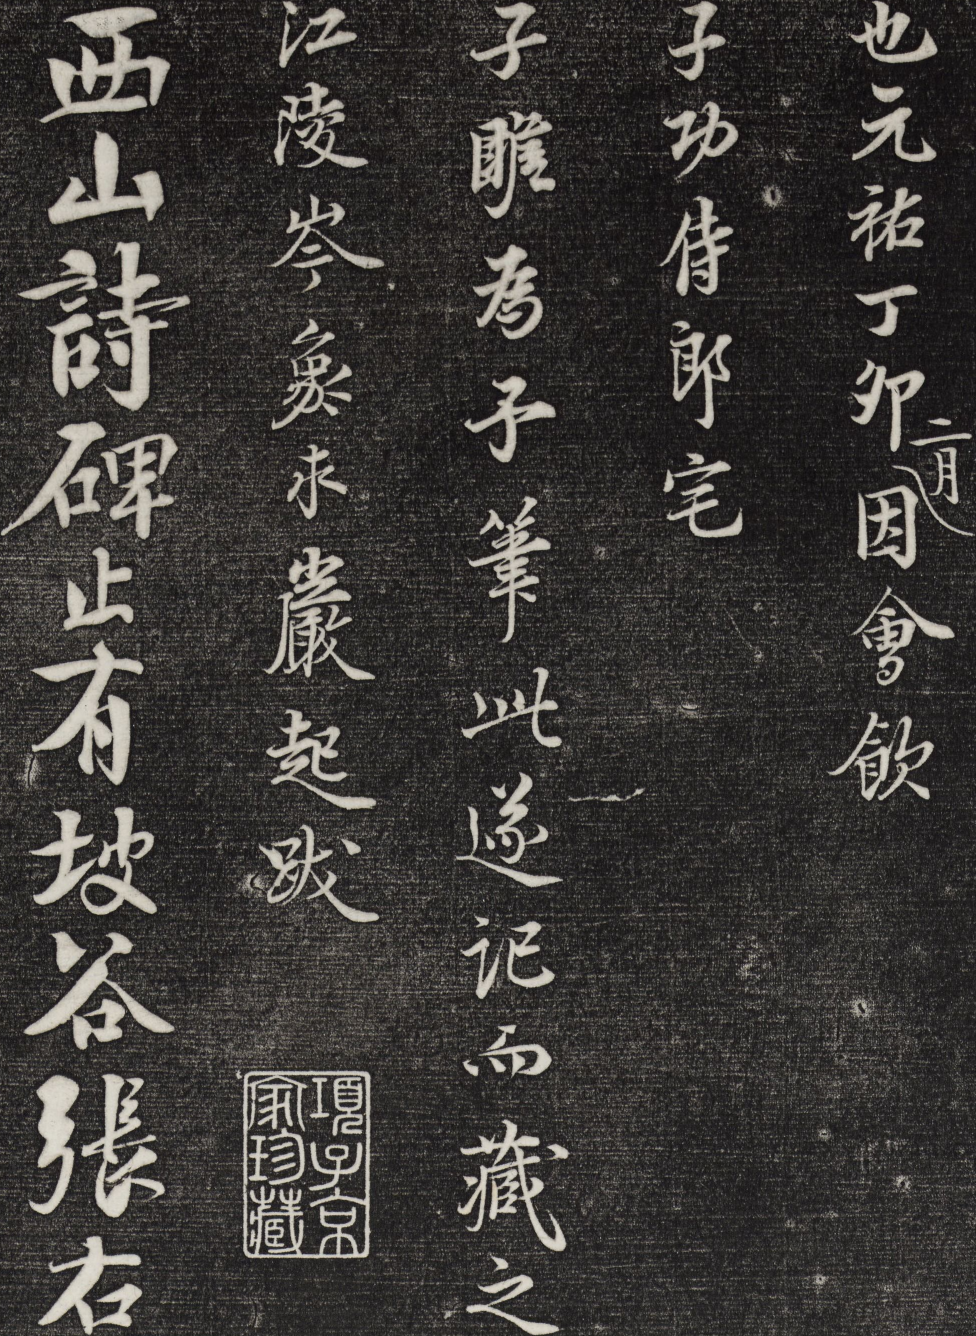 也元祐丁卯二月因會飲
子功侍郎宅
子雎為予筆此遂記而藏之
江陵岑象求巖起跋
項子京
家珍藏
西山詩碑止有坡谷張右